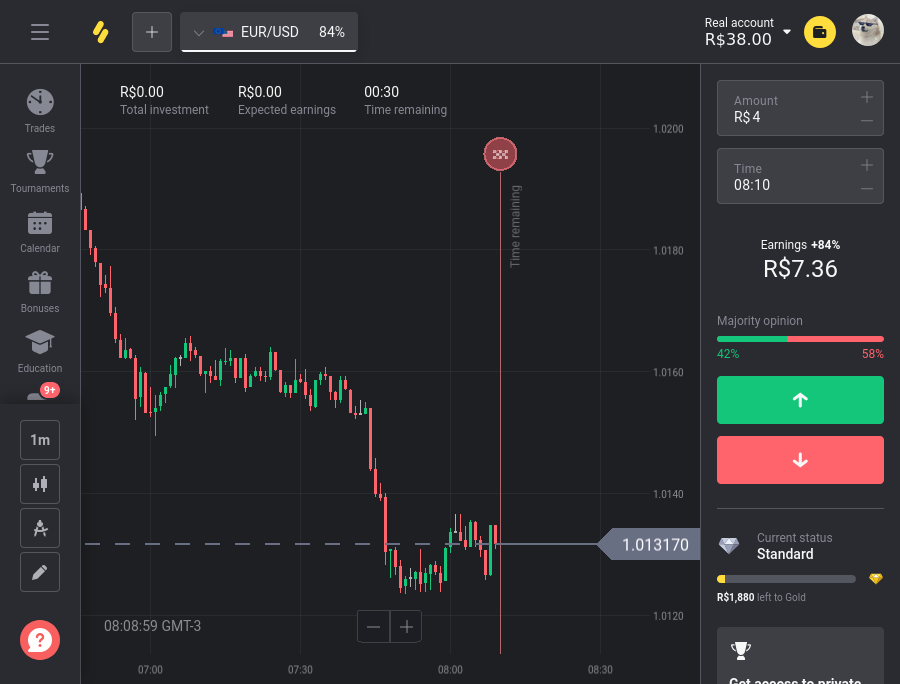 EUR/USD 84%
Real account
R$38.00
Trades
Tournaments
Calendar
Bonuses
Education
9+
1m
R$0.00
Total investment
R$0.00
Expected earnings
00:30
Time remaining
Time remaining
1.0200
1.0180
1.0160
1.0140
1.013170
1.0120
08:08:59 GMT-3
07:00
07:30
08:00
08:30
Amount
R$4
Time
08:10
Earnings +84%
R$7.36
Majority opinion
42%
58%
Current status
Standard
R$1,880 left to Gold
Get access to private